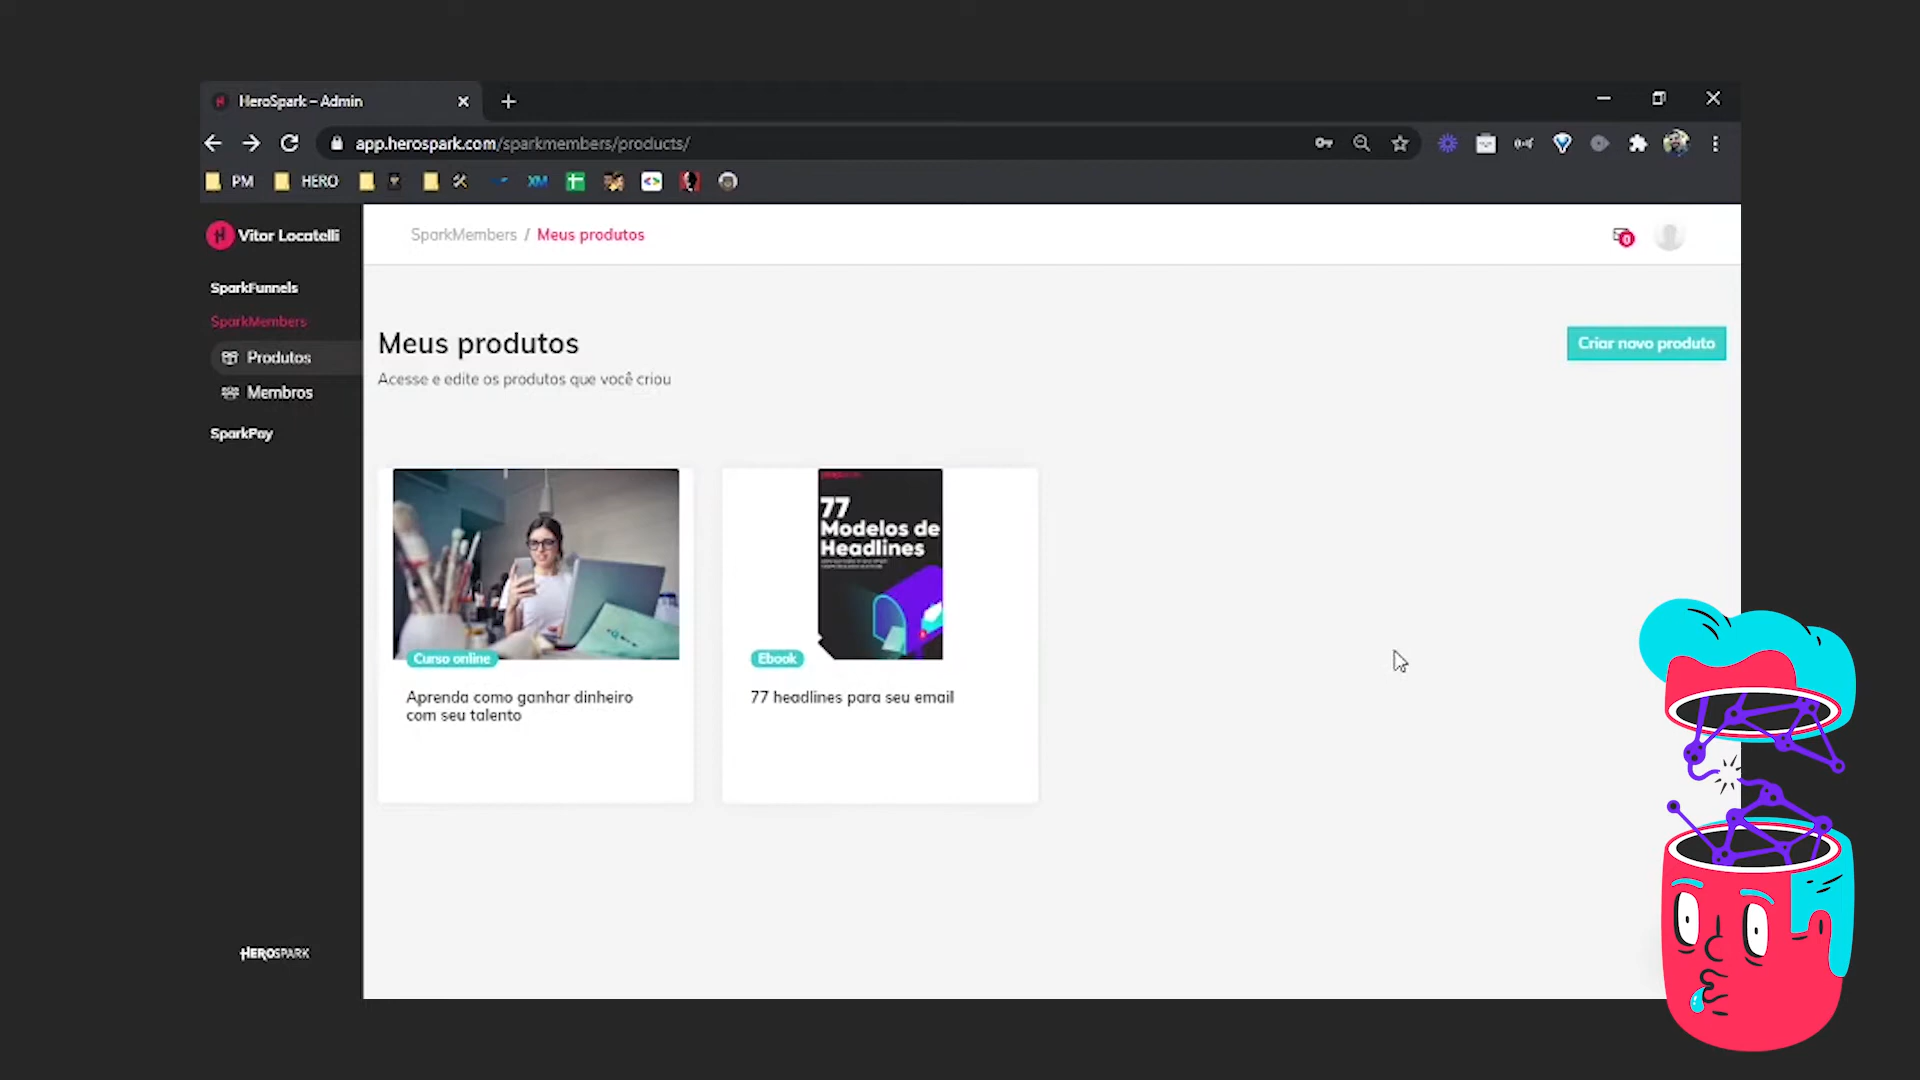 HeroSpark – Admin
app.herospark.com/sparkmembers/products/
PM
HERO
XM
Vitor Locatelli
SparkMembers / Meus produtos
0
SparkFunnels
SparkMembers
Produtos
Membros
SparkPay
Meus produtos
Criar novo produto
Acesse e edite os produtos que você criou
77
Modelos de
Headlines
Curso online
Ebook
Aprenda como ganhar dinheiro
com seu talento
77 headlines para seu email
HEROSPARK